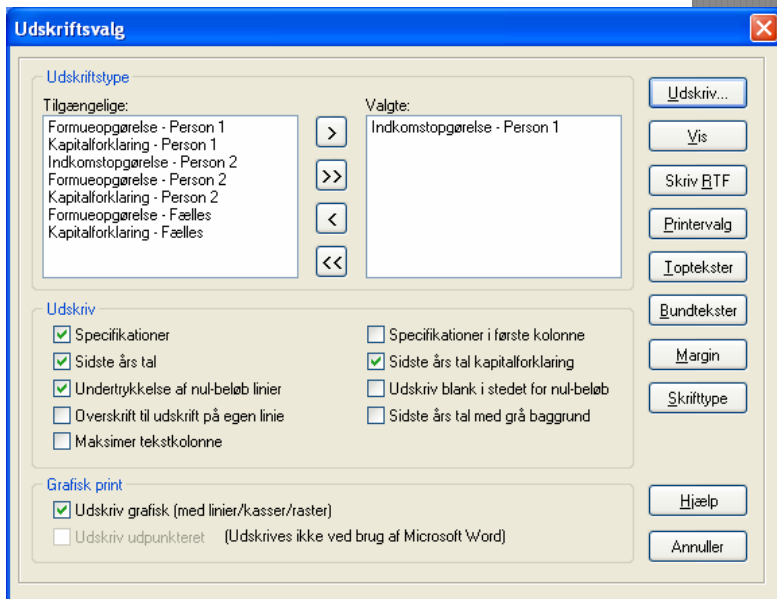 Udskriftsvalg
Udskriftstype
Tilgængelige:
Formueopgørelse - Person 1
Kapitalforklaring - Person 1
Indkomstopgørelse - Person 2
Formueopgørelse - Person 2
Kapitalforklaring - Person 2
Formueopgørelse - Fælles
Kapitalforklaring - Fælles
>
>>
<
<<
Valgte:
Indkomstopgørelse - Person 1
Udskriv...
Vis
Skriv RTF
Printervalg
Toptekster
Bundtekster
Margin
Skrifttype
Udskriv
Specifikationer
Sidste års tal
Undertrykkelse af nul-beløb linier
Overskrift til udskrift på egen linie
Maksimer tekstkolonne
Specifikationer i første kolonne
Sidste års tal kapitalforklaring
Udskriv blank i stedet for nul-beløb
Sidste års tal med grå baggrund
Grafisk print
Udskriv grafisk (med linier/kasser/raster)
Udskriv udpunkteret (Udskrives ikke ved brug af Microsoft Word)
Hjælp
Annuller